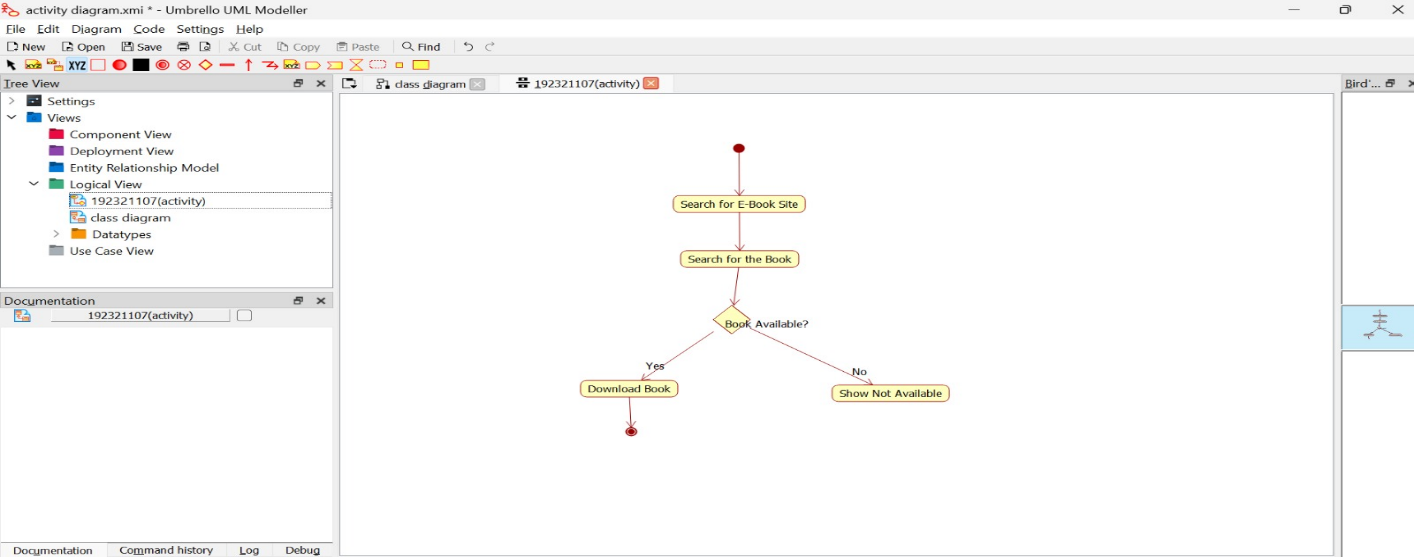 activity diagram.xmi * - Umbrello UML Modeller
File Edit Diagram Code Settings Help
New Open Save Cut Copy Paste Find
XYZ
Tree View
class diagram
192321107(activity)
Bird'...
Settings
Views
Component View
Deployment View
Entity Relationship Model
Logical View
192321107(activity)
class diagram
Datatypes
Use Case View
Documentation
192321107(activity)
Search for E-Book Site
Search for the Book
Book Available?
Yes
No
Download Book
Show Not Available
Documentation Command history Log Debug